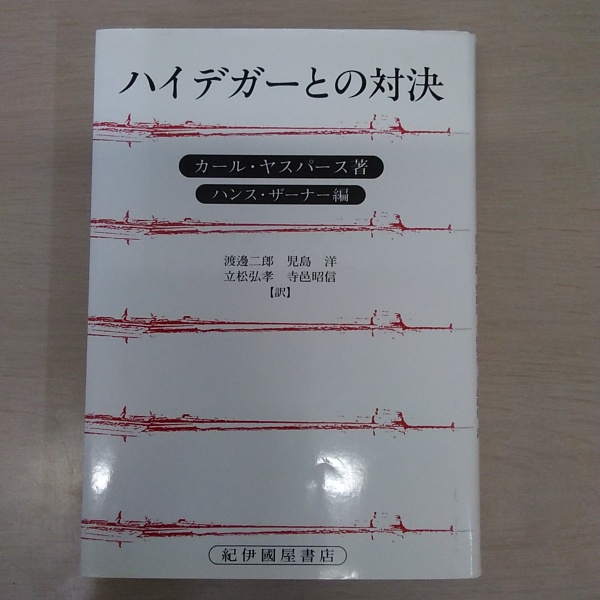 ハイデガーとの対決
カール・ヤスパース著
ハンス・ザーナー編
渡邊二郎 児島 洋
立松弘孝 寺邑昭信
【訳】
紀伊國屋書店